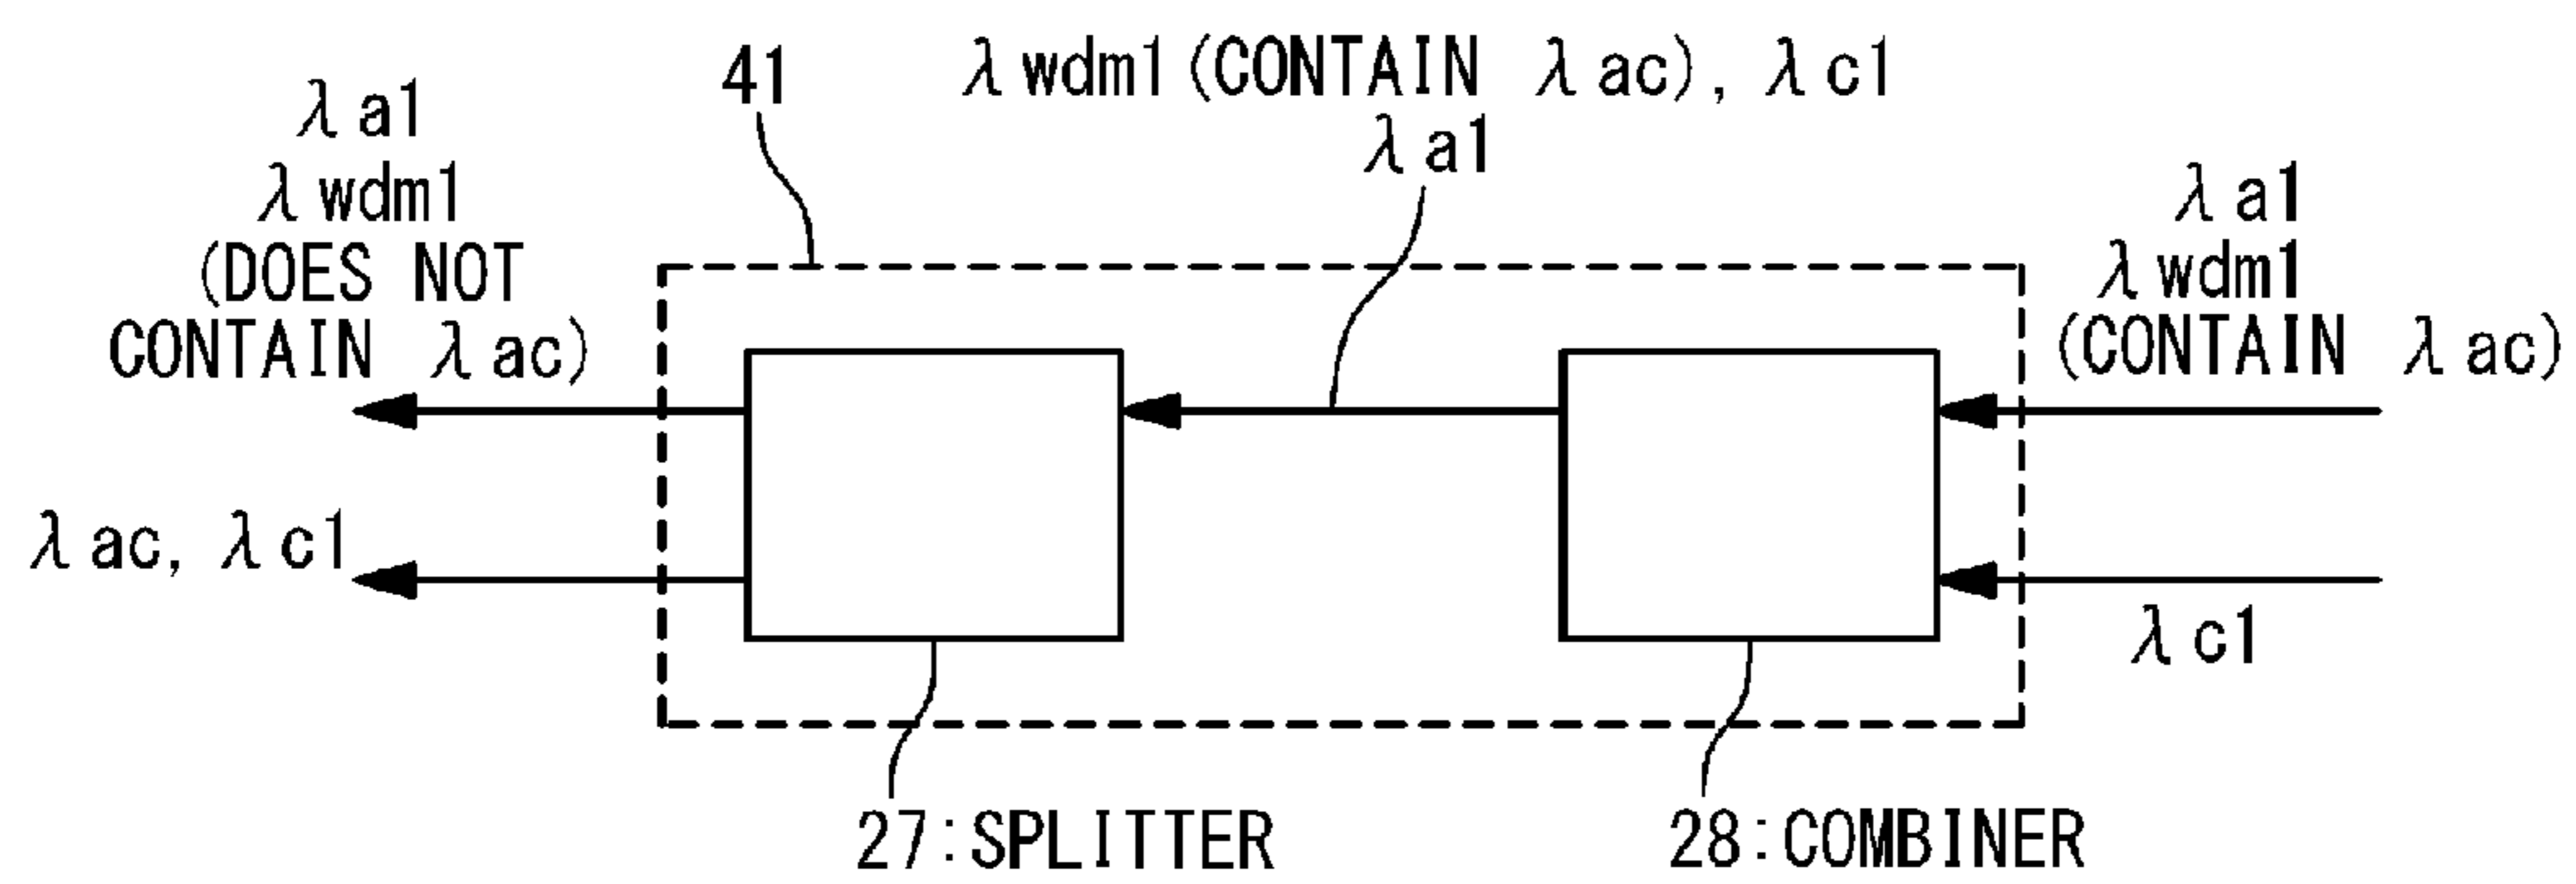 λa1
λwdm1
(DOES NOT
CONTAIN λac)
41
λwdm1(CONTAIN λac), λc1
λa1
λa1
λwdm1
(CONTAIN λac)
λac, λc1
λc1
27:SPLITTER
28:COMBINER